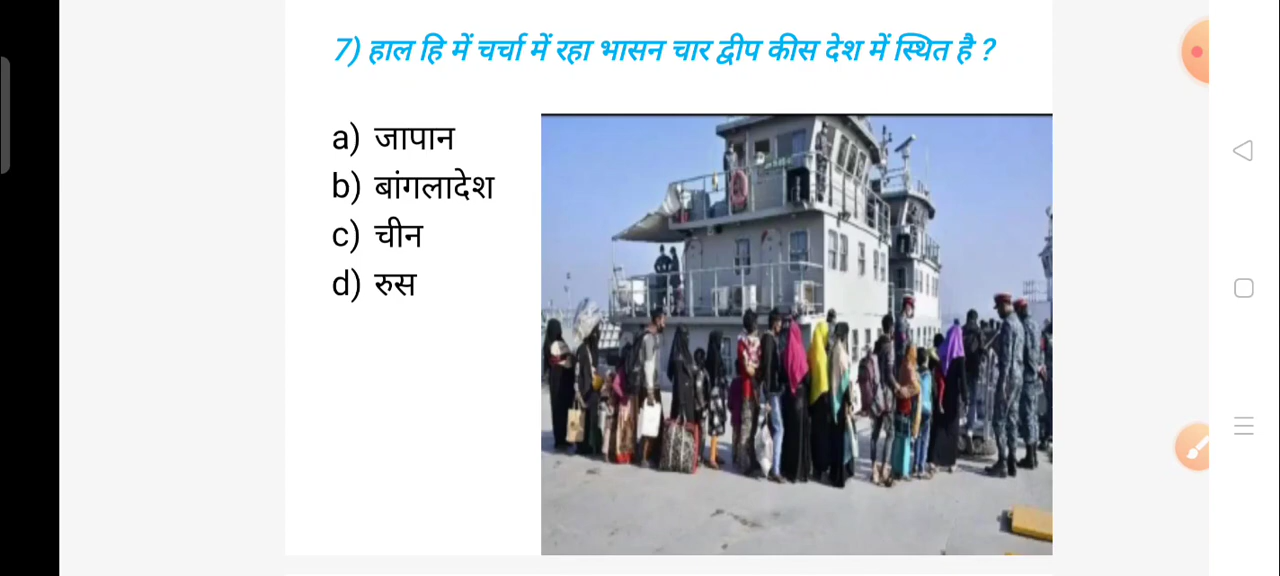 7) हाल हि में चर्चा में रहा भासन चार द्वीप कीस देश में स्थित है ?
a) जापान
b) बांगलादेश
c) चीन
d) रुस